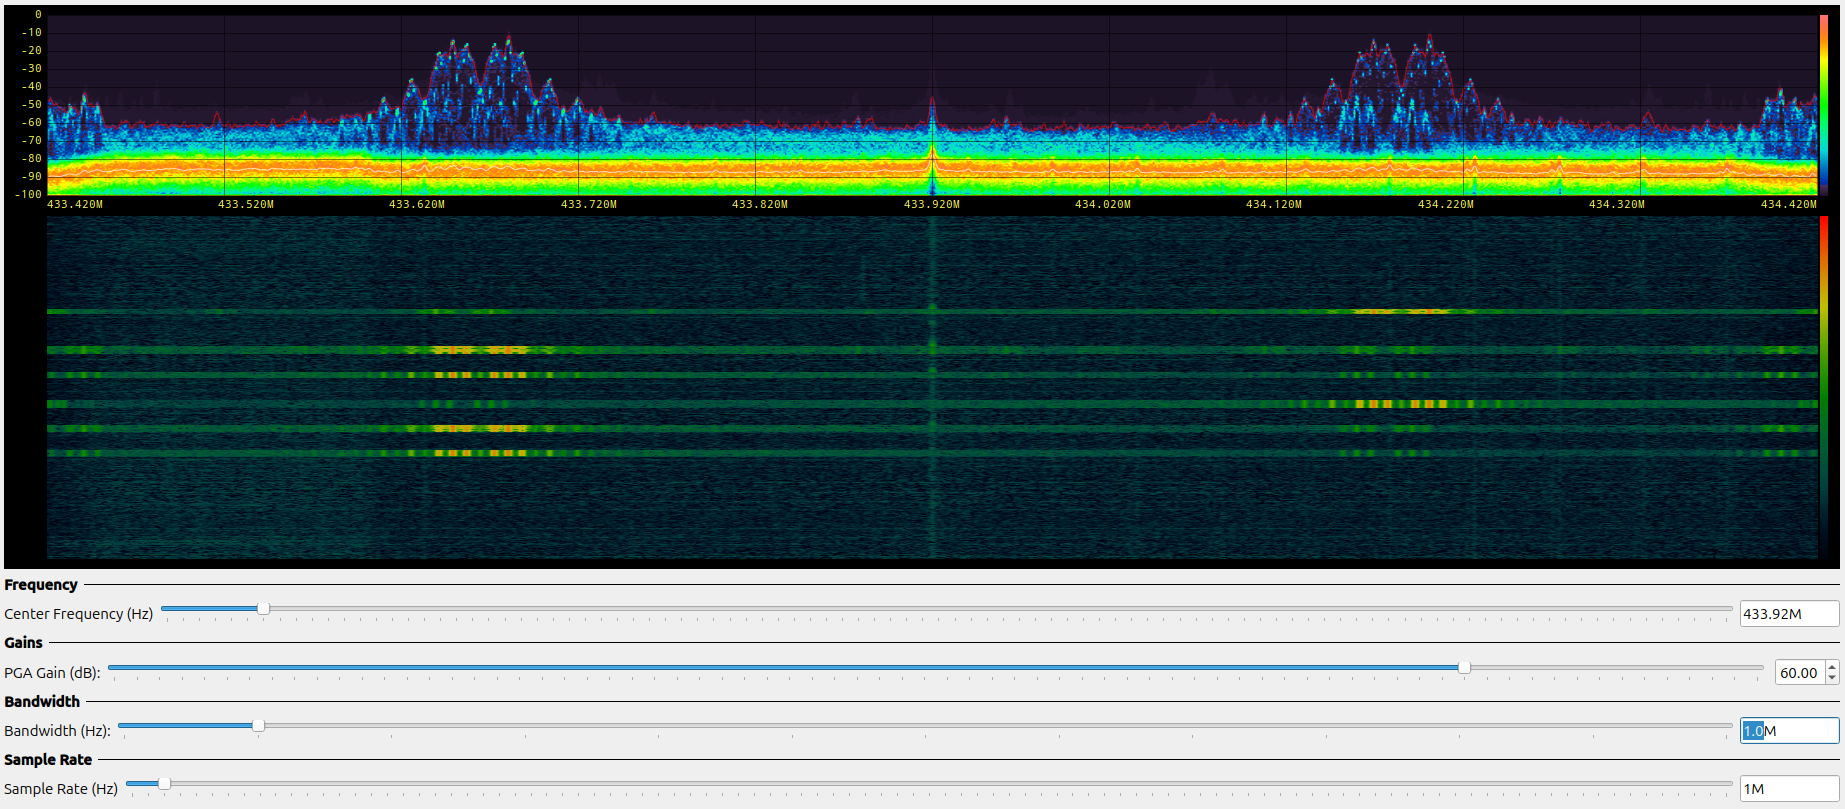 0
-10
-20
-30
-40
-50
-60
-70
-80
-90
-100
433.420M 433.520M 433.620M 433.720M 433.820M 433.920M 434.020M 434.120M 434.220M 434.320M 434.420M
Frequency
Center Frequency (Hz) 433.92M
Gains
PGA Gain (dB): 60.00
Bandwidth
Bandwidth (Hz): 1.0M
Sample Rate
Sample Rate (Hz) 1M